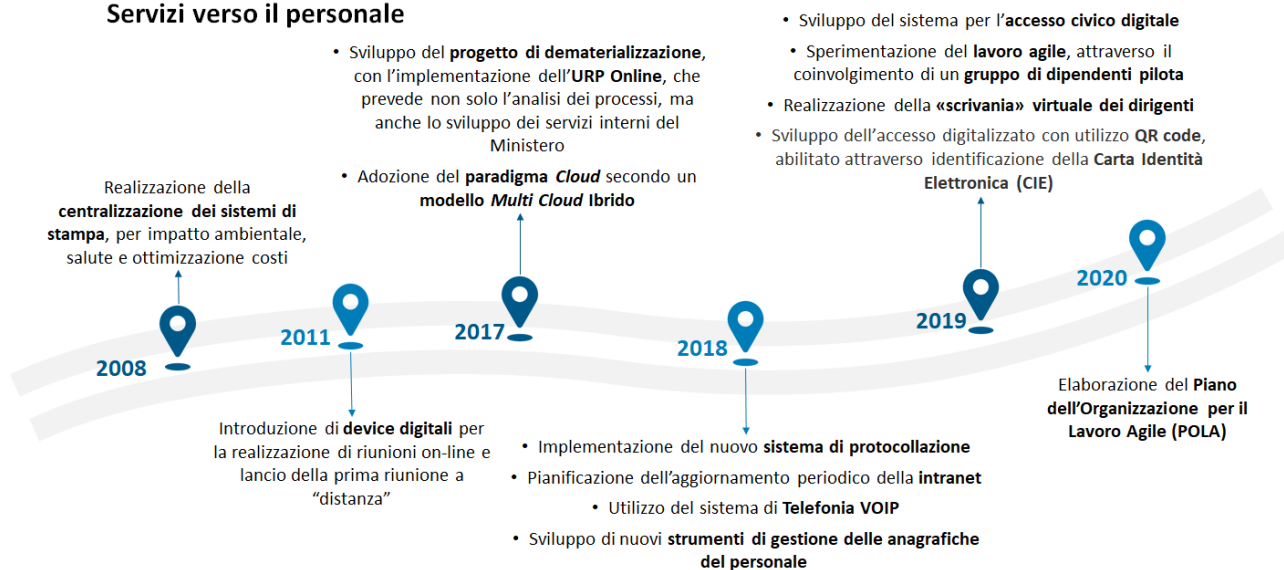 Servizi verso il personale
Realizzazione della
centralizzazione dei sistemi di
stampa, per impatto ambientale,
salute e ottimizzazione costi
2008
2011
Introduzione di device digitali per
la realizzazione di riunioni on-line e
lancio della prima riunione a
“distanza”
• Sviluppo del progetto di dematerializzazione,
con l’implementazione dell’URP Online, che
prevede non solo l’analisi dei processi, ma
anche lo sviluppo dei servizi interni del
Ministero
• Adozione del paradigma Cloud secondo un
modello Multi Cloud Ibrido
2017
2018
• Implementazione del nuovo sistema di protocollazione
• Pianificazione dell’aggiornamento periodico della intranet
• Utilizzo del sistema di Telefonia VOIP
• Sviluppo di nuovi strumenti di gestione delle anagrafiche
del personale
• Sviluppo del sistema per l’accesso civico digitale
• Sperimentazione del lavoro agile, attraverso il
coinvolgimento di un gruppo di dipendenti pilota
• Realizzazione della «scrivania» virtuale dei dirigenti
• Sviluppo dell’accesso digitalizzato con utilizzo QR code,
abilitato attraverso identificazione della Carta Identità
Elettronica (CIE)
2019
2020
Elaborazione del Piano
dell’Organizzazione per il
Lavoro Agile (POLA)